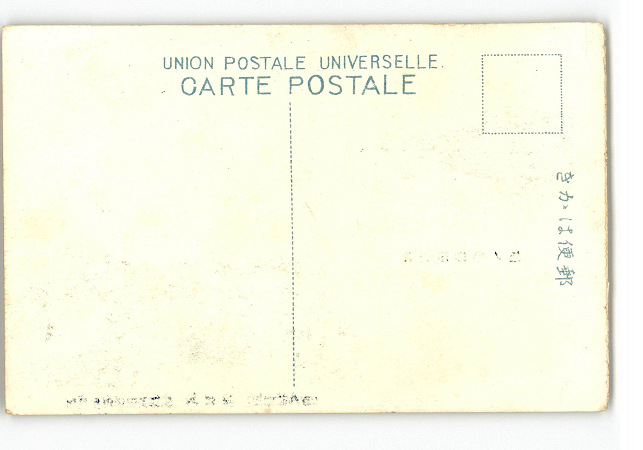 UNION POSTALE UNIVERSELLE.
CARTE POSTALE
郵便はがき